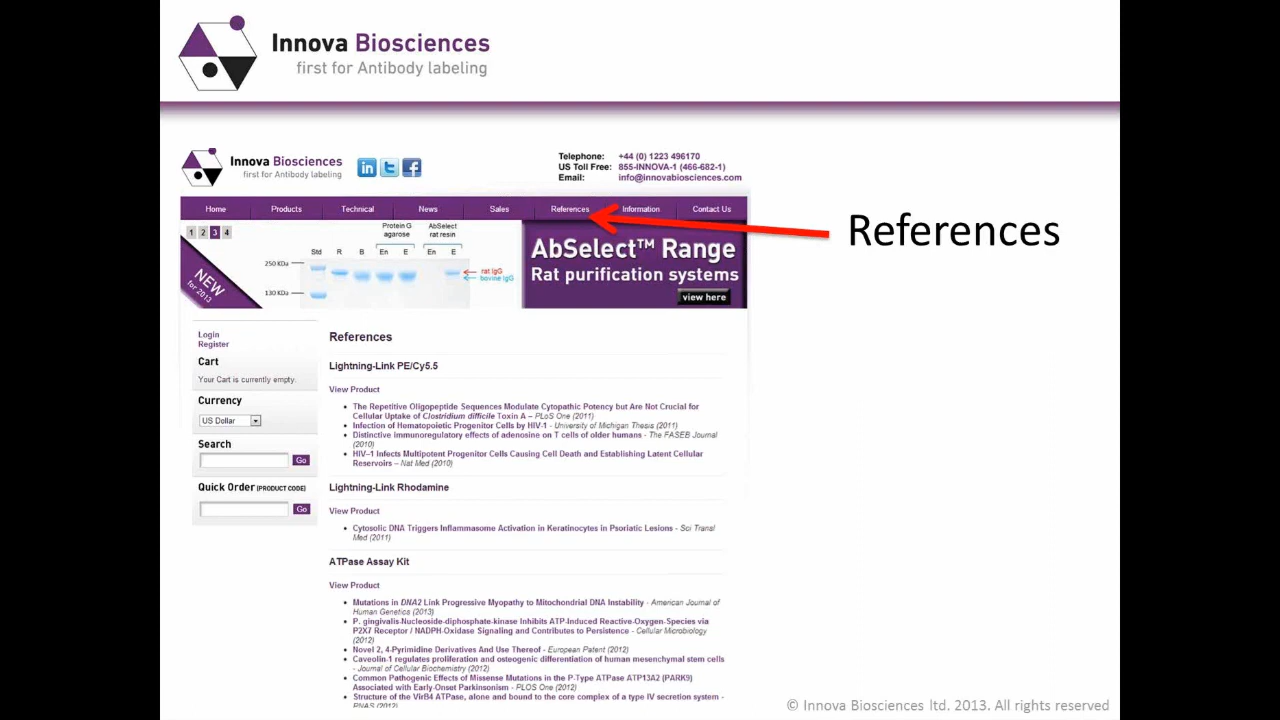 Innova Biosciences
first for Antibody labeling
Innova Biosciences
first for Antibody labeling
in t f
Telephone: +44 (0) 1223 496170
US Toll Free: 855-INNOVA-1 (466-682-1)
Email: info@innovabiosciences.com
Home Products Technical News Sales References Information Contact Us
References
1 2 3 4
NEW
for 2013
Protein G AbSelect
agarose rat resin
Std R B En E En E
250 KDa
130 KDa
rat IgG
bovine IgG
AbSelect™ Range
Rat purification systems
view here
Login
Register
Cart
Your Cart is currently empty.
Currency
US Dollar
Search
Go
Quick Order (PRODUCT CODE)
Go
References
Lightning-Link PE/Cy5.5
View Product
• The Repetitive Oligopeptide Sequences Modulate Cytopathic Potency but Are Not Crucial for
Cellular Uptake of Clostridium difficile Toxin A – PLoS One (2011)
• Infection of Hematopoietic Progenitor Cells by HIV-1 - University of Michigan Thesis (2011)
• Distinctive immunoregulatory effects of adenosine on T cells of older humans - The FASEB Journal
(2010)
• HIV–1 Infects Multipotent Progenitor Cells Causing Cell Death and Establishing Latent Cellular
Reservoirs – Nat Med (2010)
Lightning-Link Rhodamine
View Product
• Cytosolic DNA Triggers Inflammasome Activation in Keratinocytes in Psoriatic Lesions - Sci Transl
Med (2011)
ATPase Assay Kit
View Product
• Mutations in DNA2 Link Progressive Myopathy to Mitochondrial DNA Instability - American Journal of
Human Genetics (2013)
• P. gingivalis-Nucleoside-diphosphate-kinase Inhibits ATP-Induced Reactive-Oxygen-Species via
P2X7 Receptor / NADPH-Oxidase Signaling and Contributes to Persistence - Cellular Microbiology
(2012)
• Novel 2, 4-Pyrimidine Derivatives And Use Thereof - European Patent (2012)
• Caveolin-1 regulates proliferation and osteogenic differentiation of human mesenchymal stem cells
- Journal of Cellular Biochemistry (2012)
• Common Pathogenic Effects of Missense Mutations in the P-Type ATPase ATP13A2 (PARK9)
Associated with Early-Onset Parkinsonism - PLOS One (2012)
• Structure of the VirB4 ATPase, alone and bound to the core complex of a type IV secretion system -
PNAS (2012)
© Innova Biosciences ltd. 2013. All rights reserved